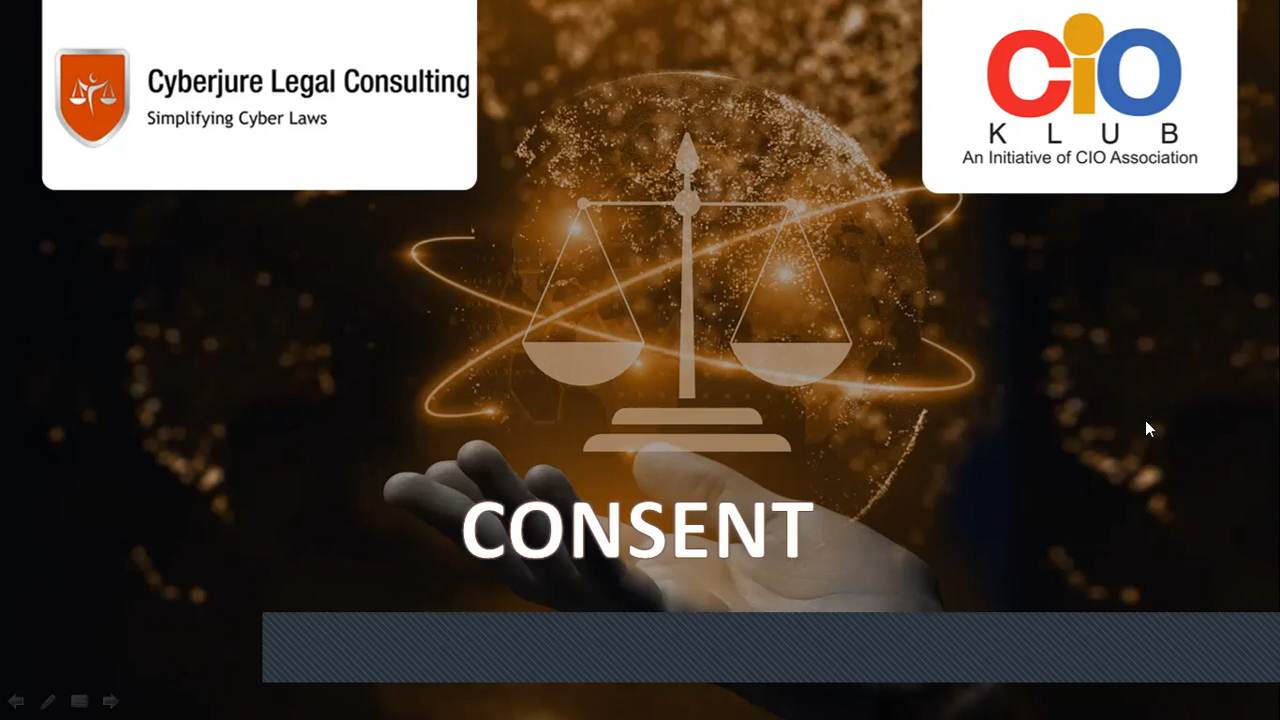 Cyberjure Legal Consulting
Simplifying Cyber Laws
CiO
K L U B
An Initiative of CIO Association
CONSENT